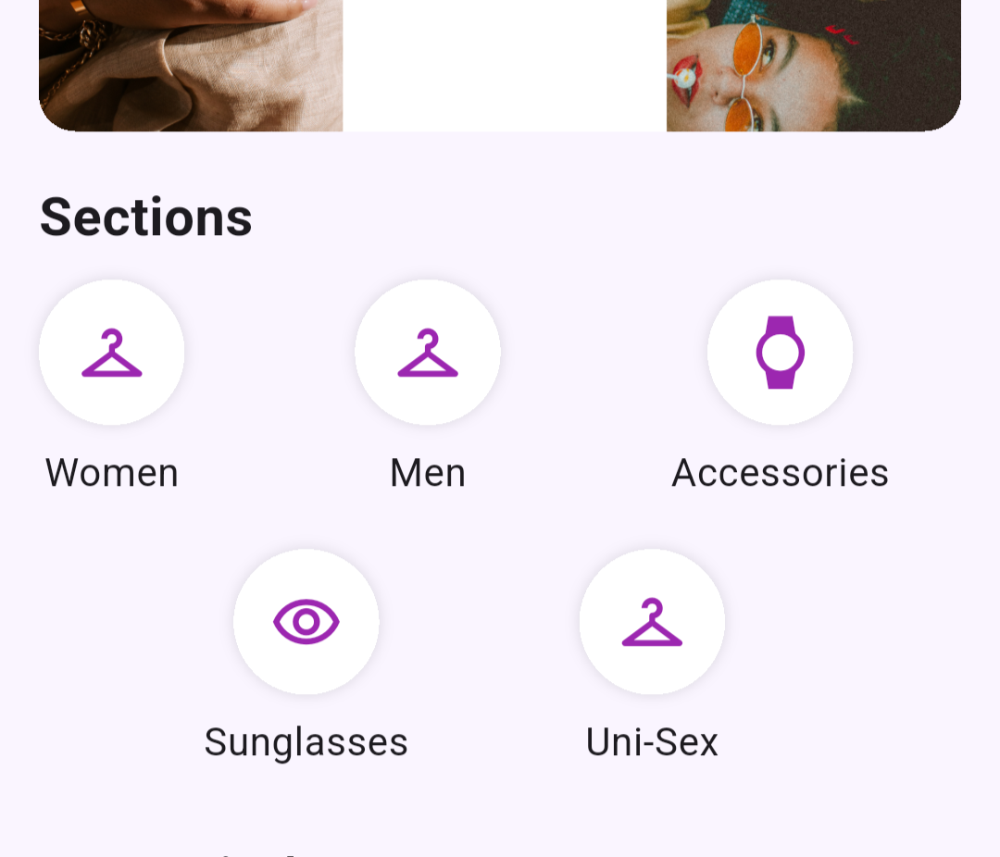 Sections
Women
Men
Accessories
Sunglasses
Uni-Sex